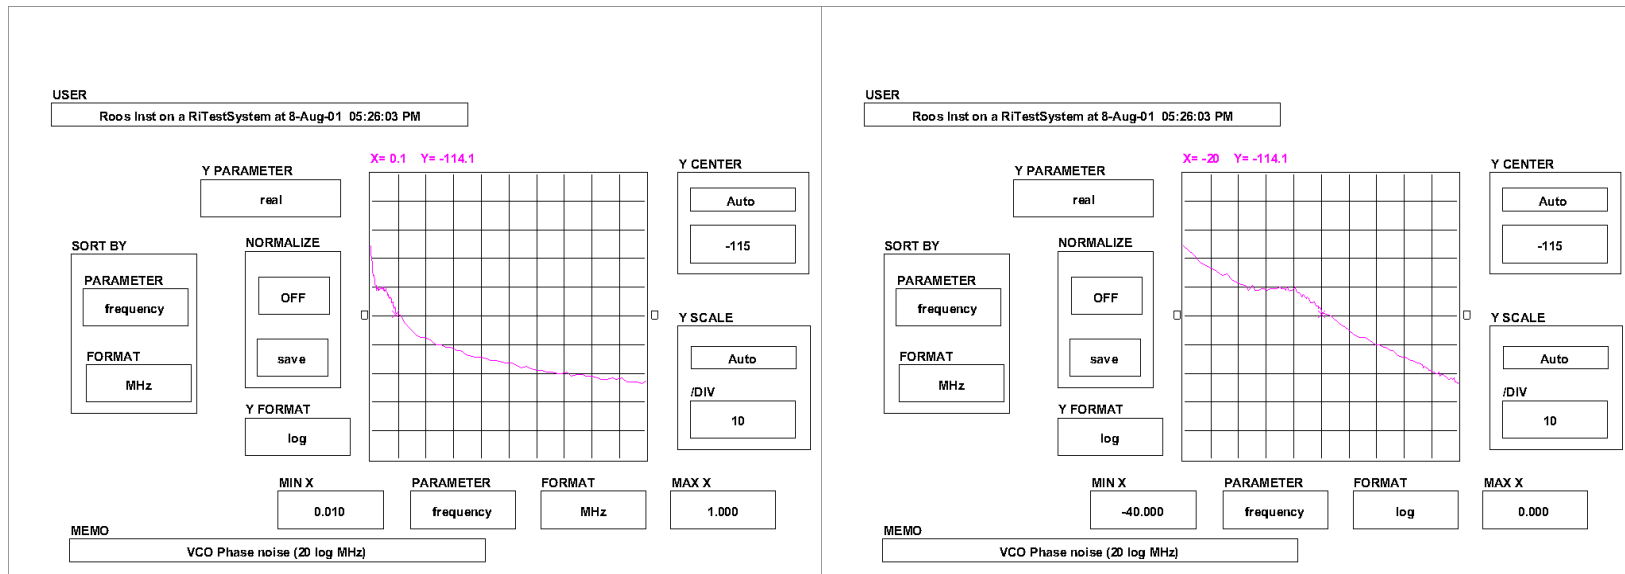 USER
Roos Inst on a RiTestSystem at 8-Aug-01 05:26:03 PM
X= 0.1 Y= -114.1
Y PARAMETER
real
Y CENTER
Auto
-115
SORT BY
PARAMETER
frequency
FORMAT
MHz
NORMALIZE
OFF
save
Y FORMAT
log
Y SCALE
Auto
/DIV
10
MIN X
0.010
PARAMETER
frequency
FORMAT
MHz
MAX X
1.000
MEMO
VCO Phase noise (20 log MHz)
USER
Roos Inst on a RiTestSystem at 8-Aug-01 05:26:03 PM
X= -20 Y= -114.1
Y PARAMETER
real
Y CENTER
Auto
-115
SORT BY
PARAMETER
frequency
FORMAT
MHz
NORMALIZE
OFF
save
Y FORMAT
log
Y SCALE
Auto
/DIV
10
MIN X
-40.000
PARAMETER
frequency
FORMAT
log
MAX X
0.000
MEMO
VCO Phase noise (20 log MHz)